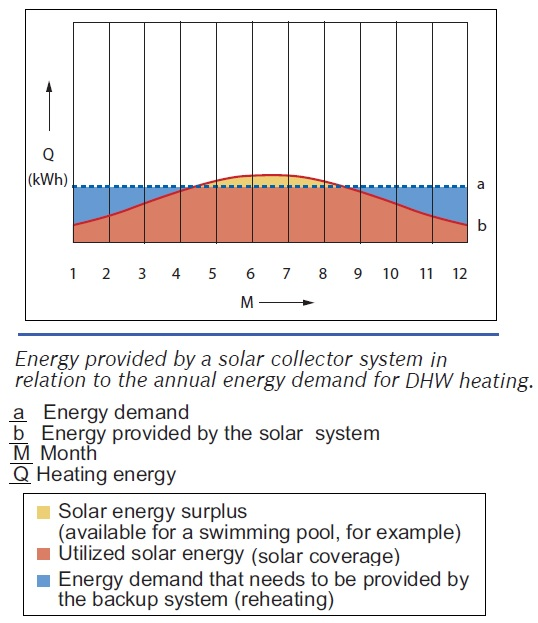 Q
(kWh)
a
b
1 2 3 4 5 6 7 8 9 10 11 12
M
Energy provided by a solar collector system in
relation to the annual energy demand for DHW heating.
a Energy demand
b Energy provided by the solar system
M Month
Q Heating energy
Solar energy surplus
(available for a swimming pool, for example)
Utilized solar energy (solar coverage)
Energy demand that needs to be provided by
the backup system (reheating)